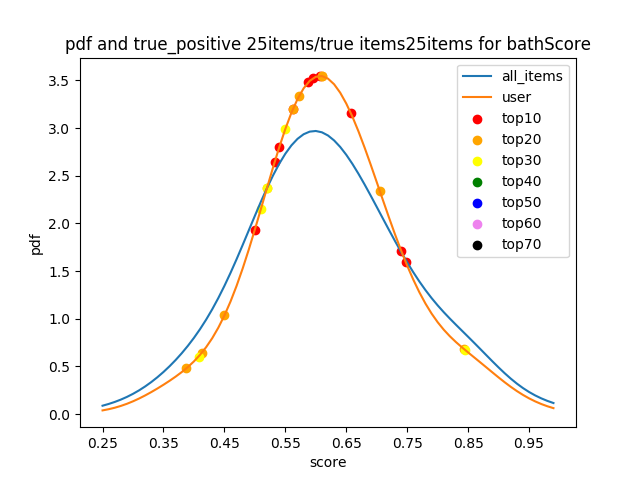 pdf and true_positive 25items/true items25items for bathScore
3.5
3.0
2.5
2.0
1.5
1.0
0.5
0.0
pdf
all_items
user
top10
top20
top30
top40
top50
top60
top70
0.25 0.35 0.45 0.55 0.65 0.75 0.85 0.95
score